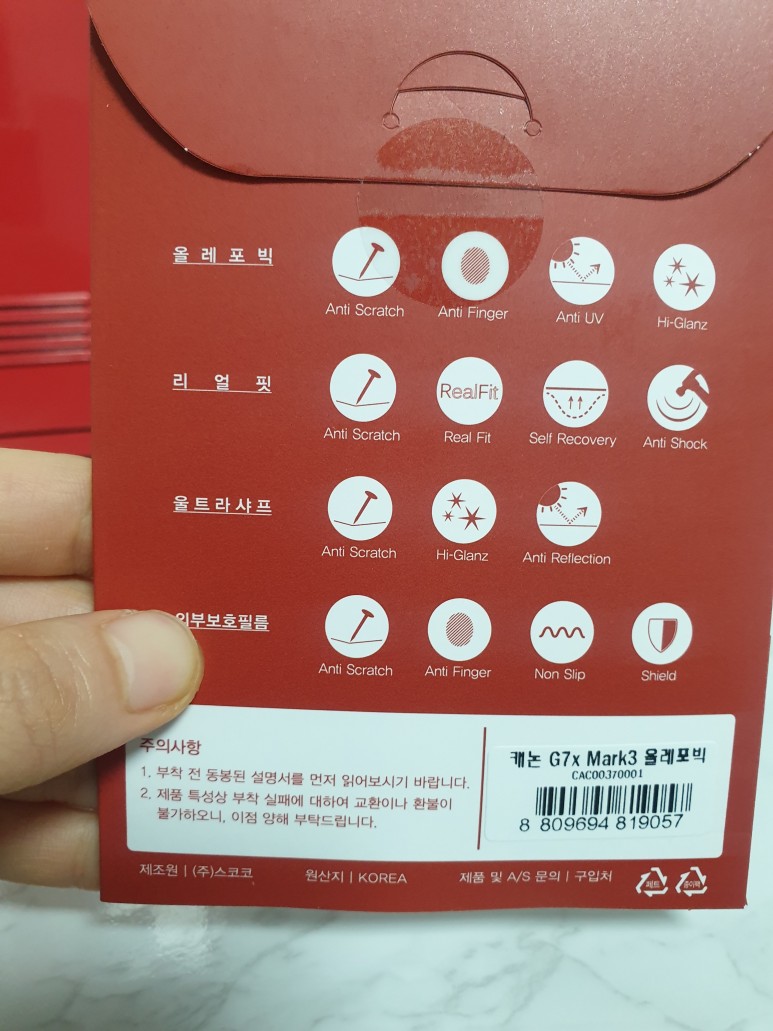 올레포빅
Anti Scratch
Anti Finger
Anti UV
Hi-Glanz
리얼핏
Anti Scratch
RealFit
Real Fit
Self Recovery
Anti Shock
울트라샤프
Anti Scratch
Hi-Glanz
Anti Reflection
외부보호필름
Anti Scratch
Anti Finger
Non Slip
Shield
주의사항
1. 부착 전 동봉된 설명서를 먼저 읽어보시기 바랍니다.
2. 제품 특성상 부착 실패에 대하여 교환이나 환불이
불가하오니, 이점 양해 부탁드립니다.
캐논 G7x Mark3 올레포빅
CAC00370001
8 809694 819057
제조원 | (주)스코코
원산지 | KOREA
제품 및 A/S 문의 | 구입처
페트
종이팩